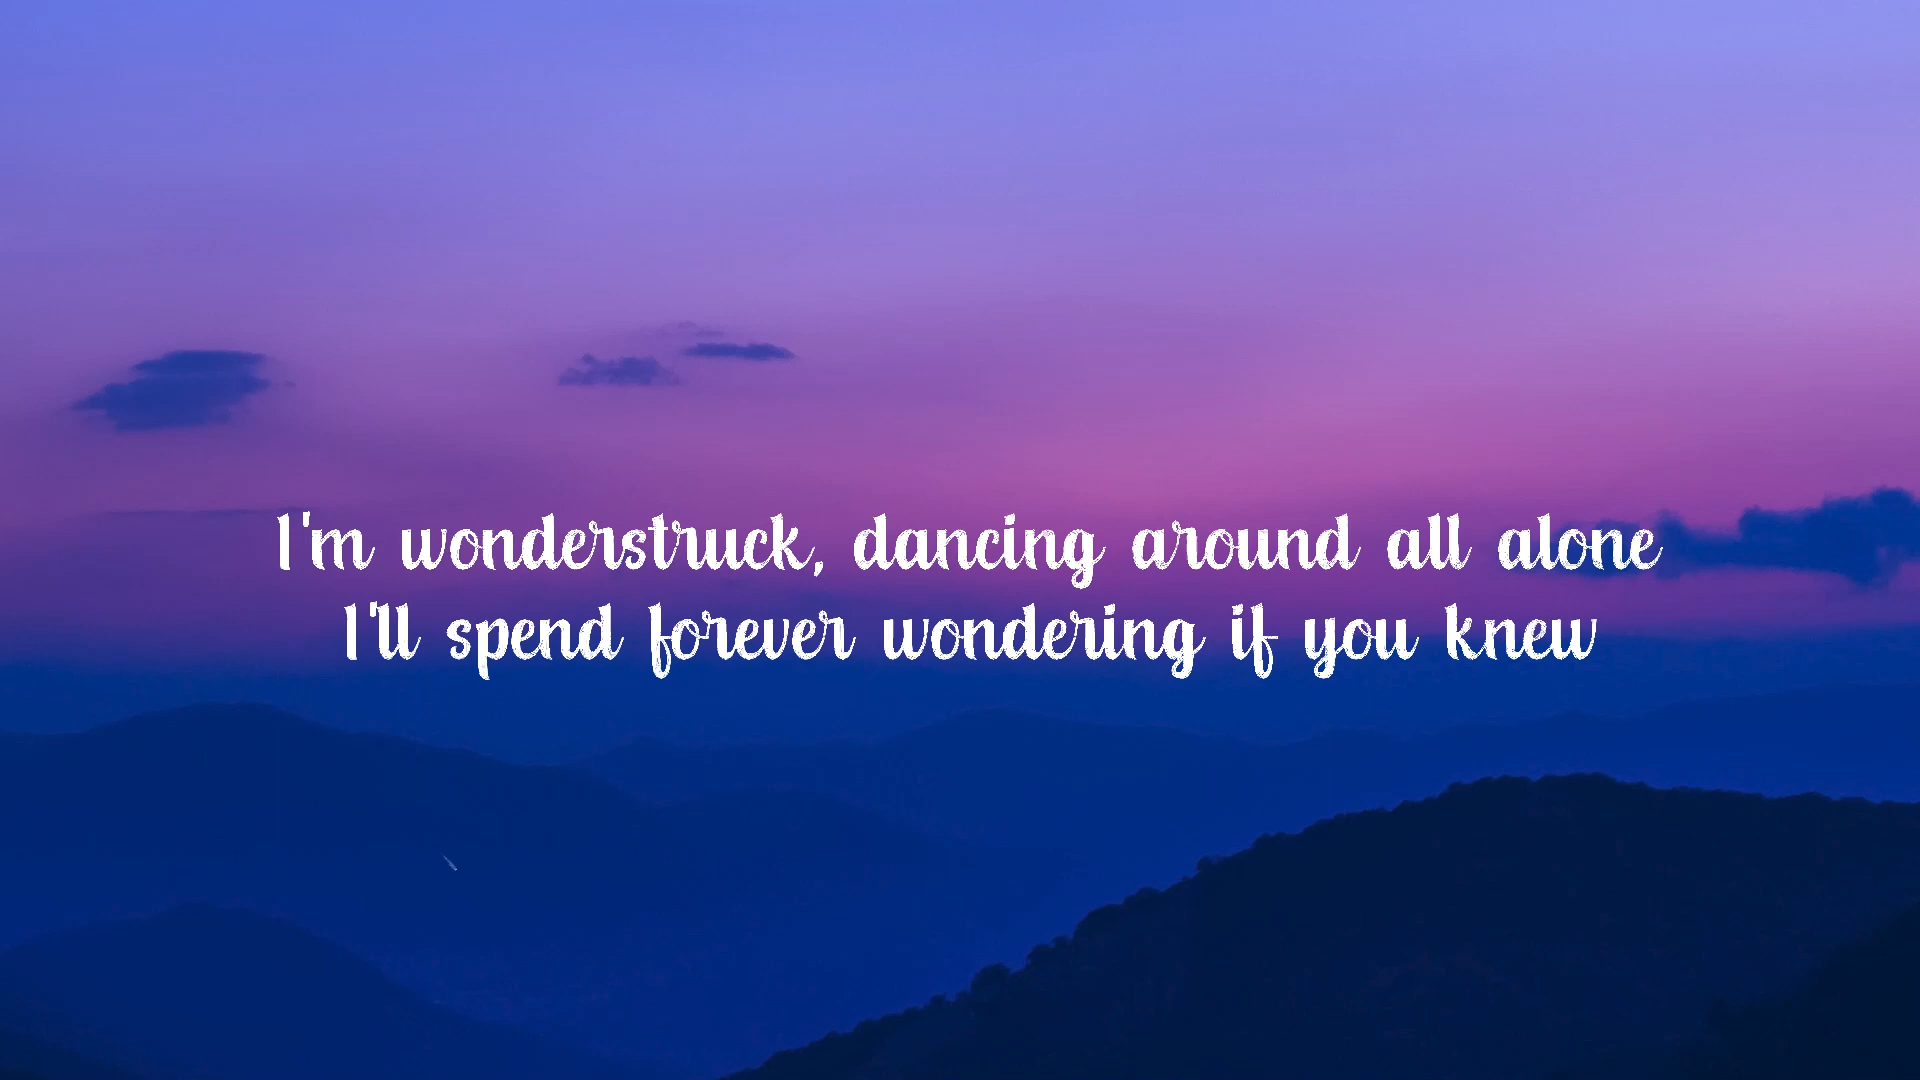 I'm wonderstruck, dancing around all alone
I'll spend forever wondering if you knew